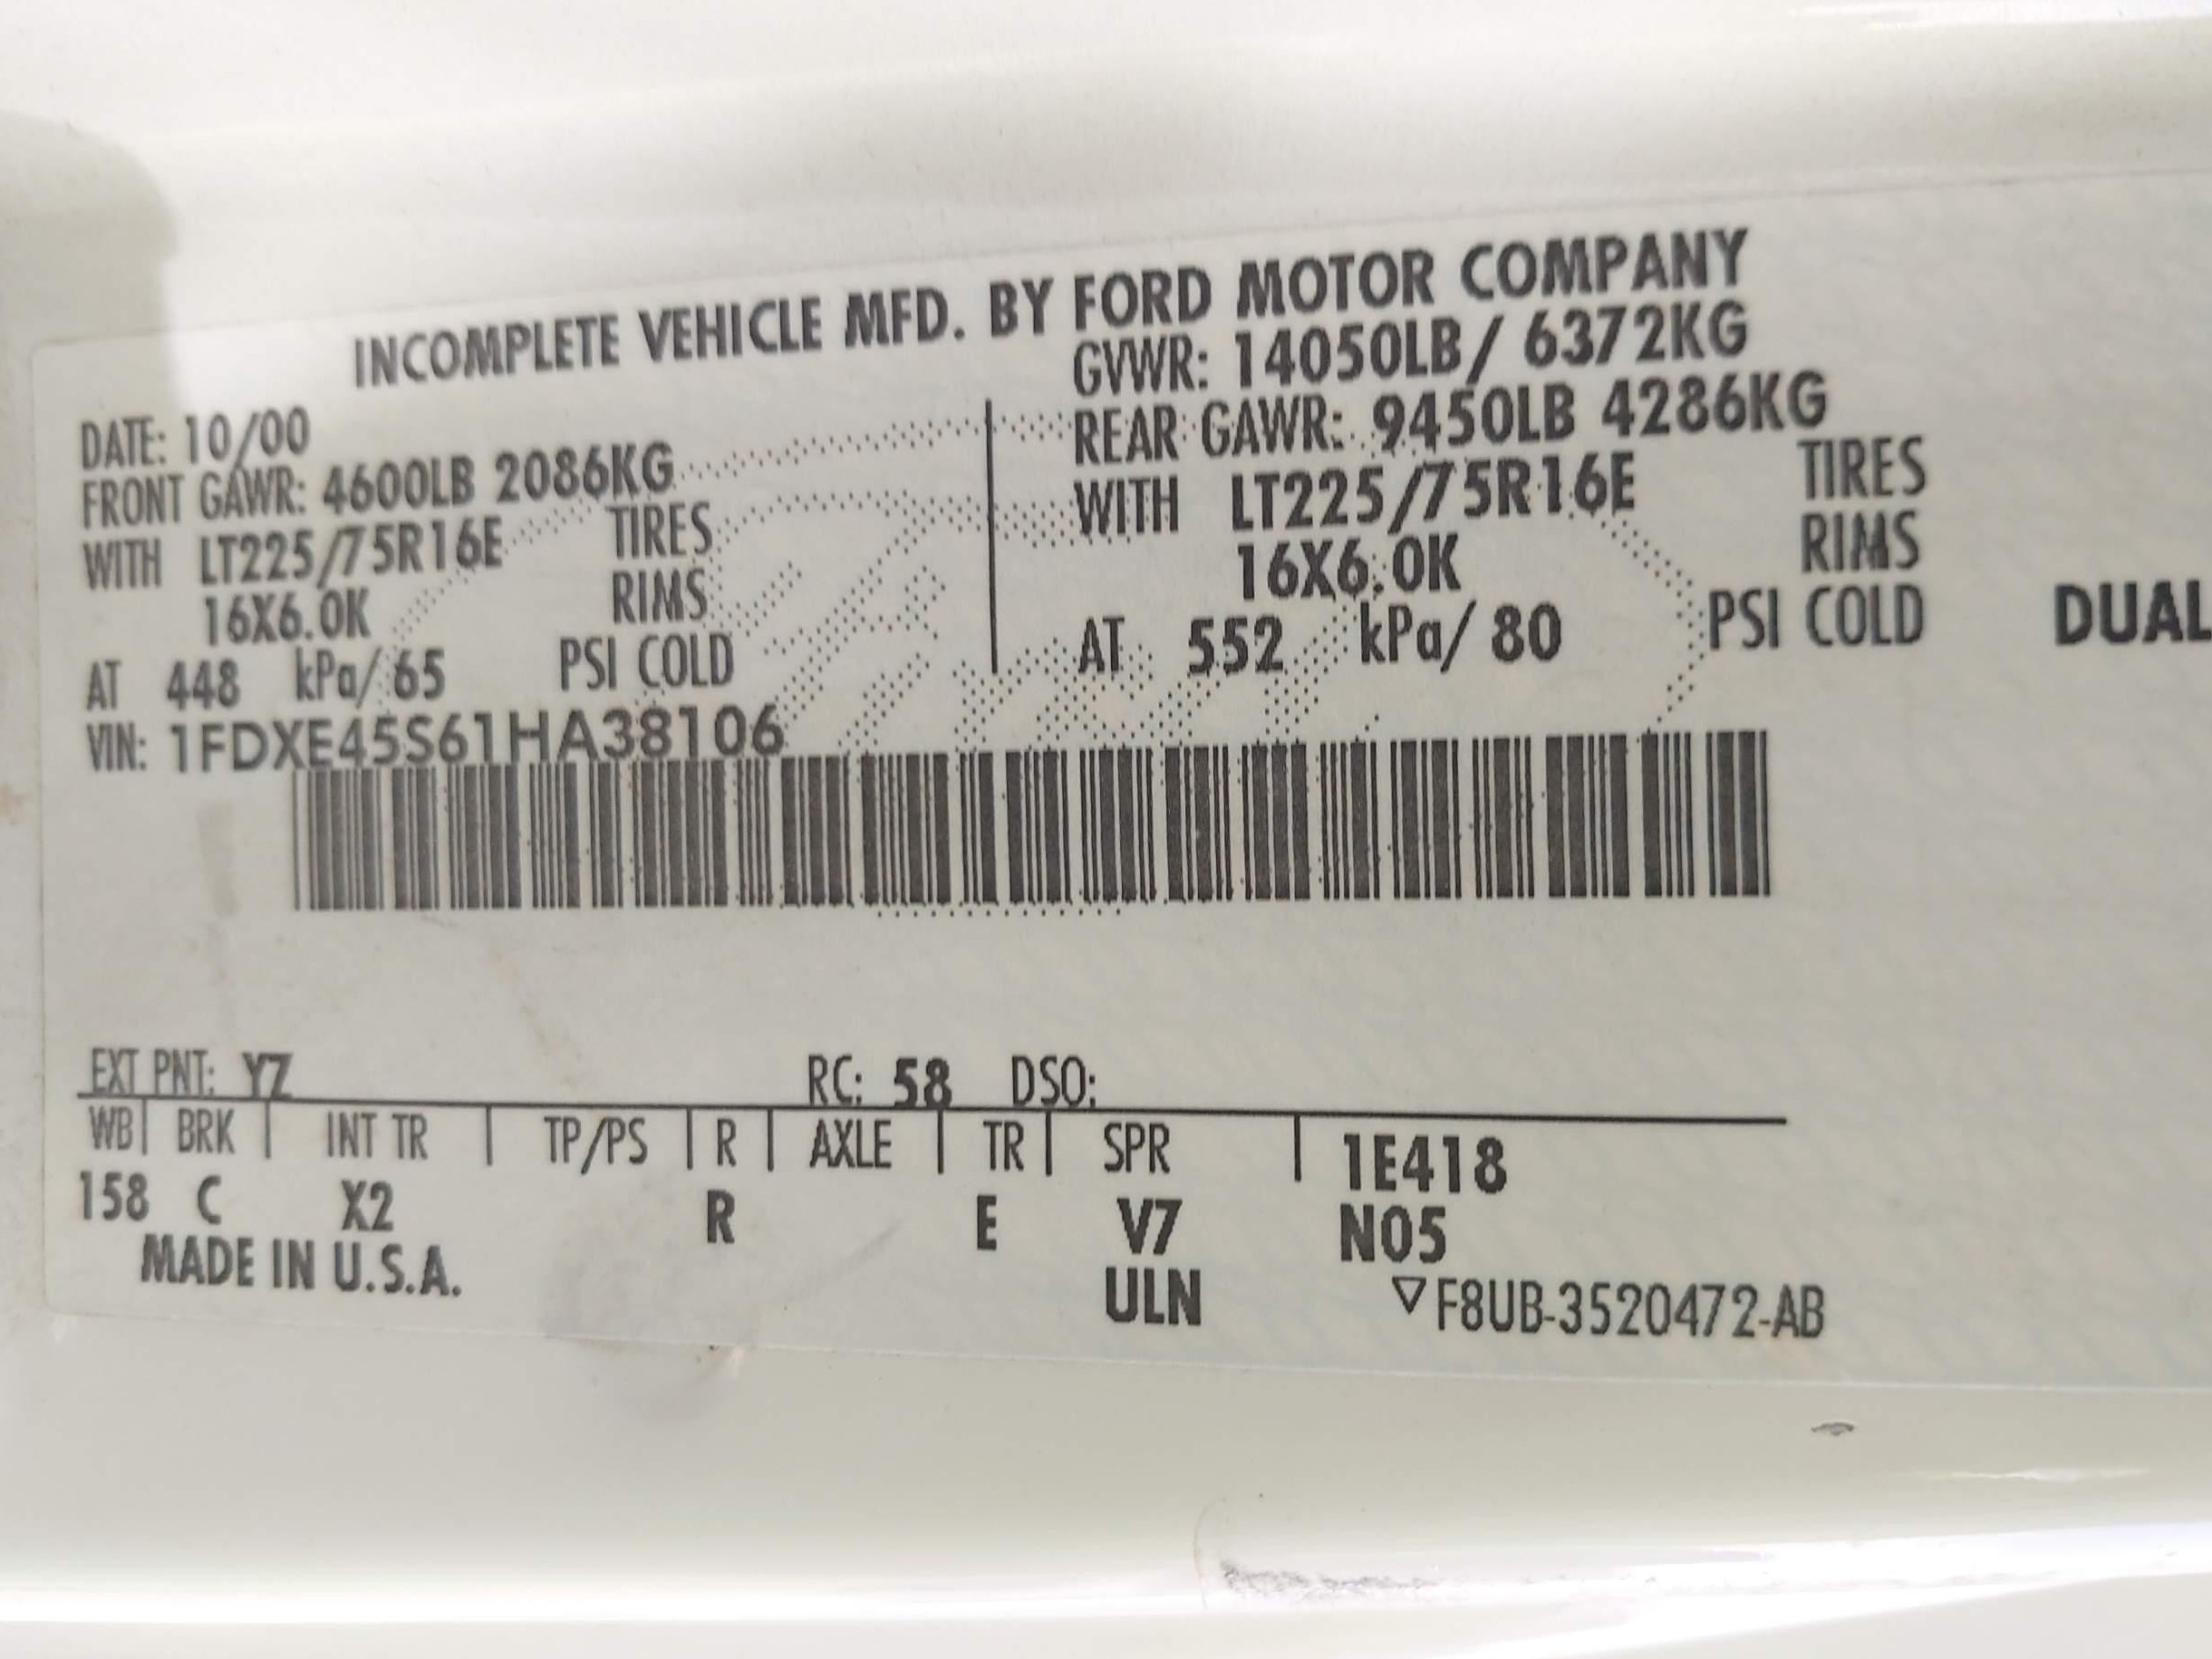 INCOMPLETE VEHICLE MFD. BY FORD MOTOR COMPANY
DATE: 10/00
GVWR: 14050LB/ 6372KG
FRONT GAWR: 4600LB 2086KG
REAR GAWR: 9450LB 4286KG
WITH LT225/75R16E TIRES
WITH LT225/75R16E TIRES
16X6.0K RIMS
16X6.0K RIMS
AT 448 kPa/ 65 PSI COLD
AT 552 kPa/ 80 PSI COLD DUAL
VIN: 1FDXE45S61HA38106
EXT PNT: YZ RC: 58 DSO:
WB| BRK | INT TR | TP/PS | R | AXLE | TR | SPR | 1E418
158 C X2 R E V7 N05
MADE IN U.S.A. ULN ▽F8UB-3520472-AB